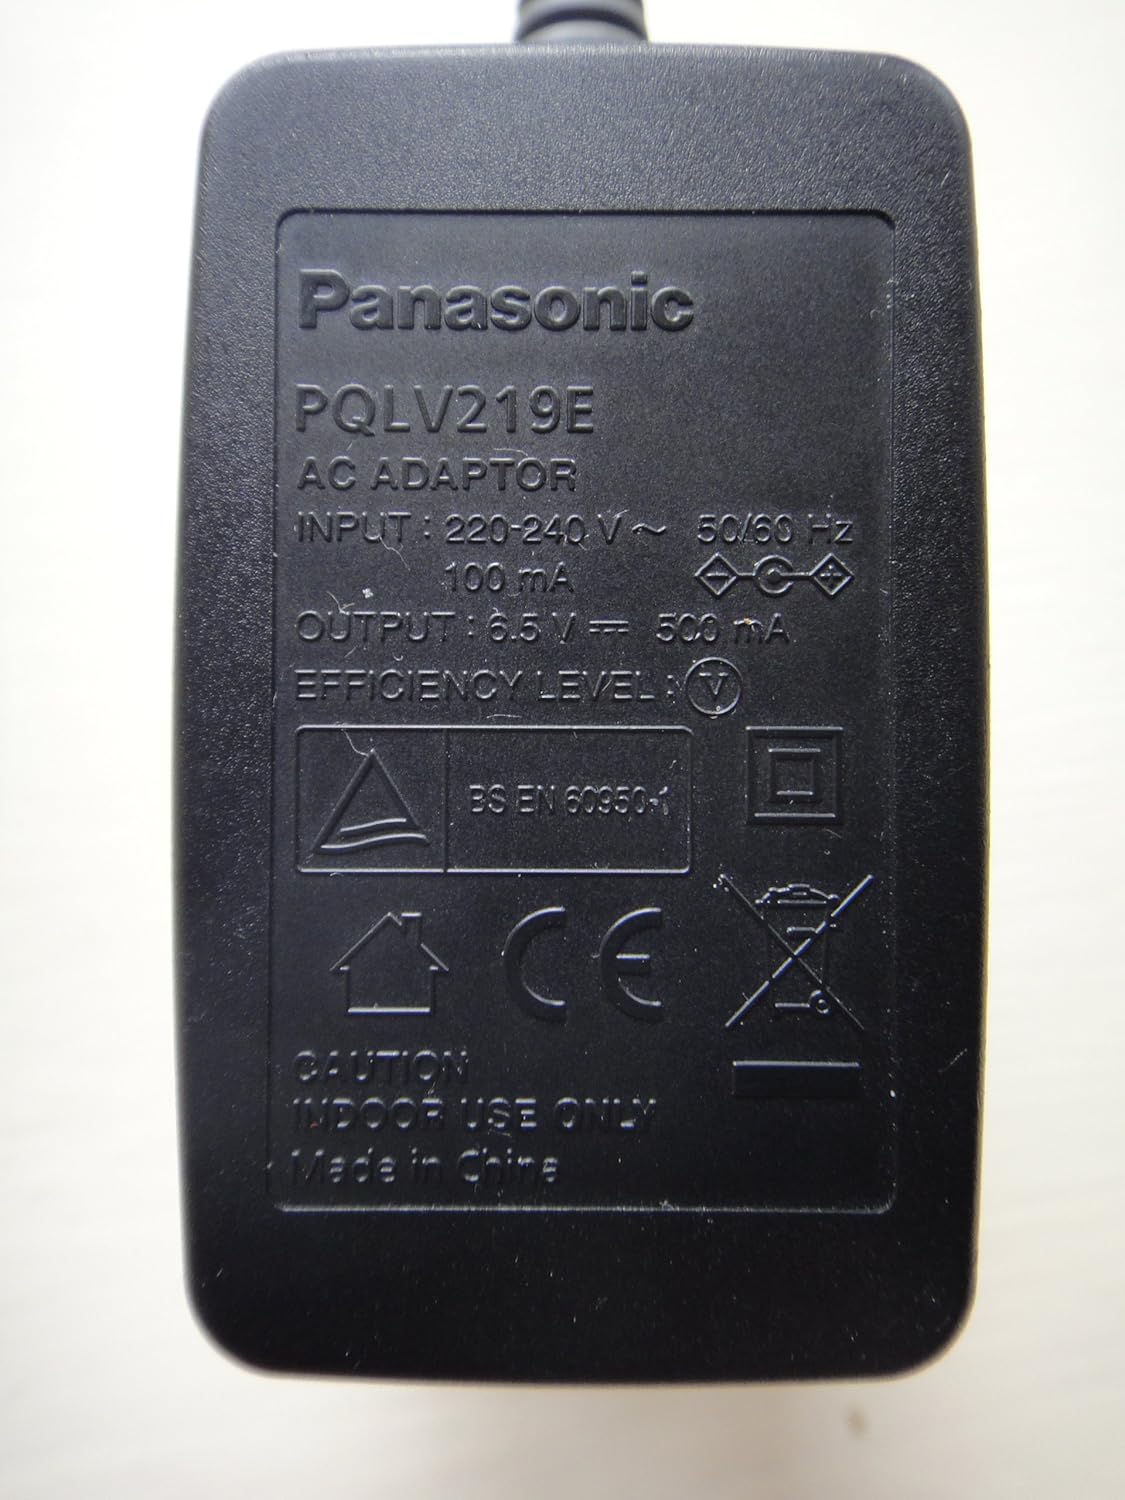 Panasonic
PQLV219E
AC ADAPTOR
INPUT : 220-240 V ~ 50/60 Hz
100 mA
OUTPUT : 6.5 V ⎓ 500 mA
EFFICIENCY LEVEL : V
BS EN 60950-1
CE
CAUTION
INDOOR USE ONLY
Made in China